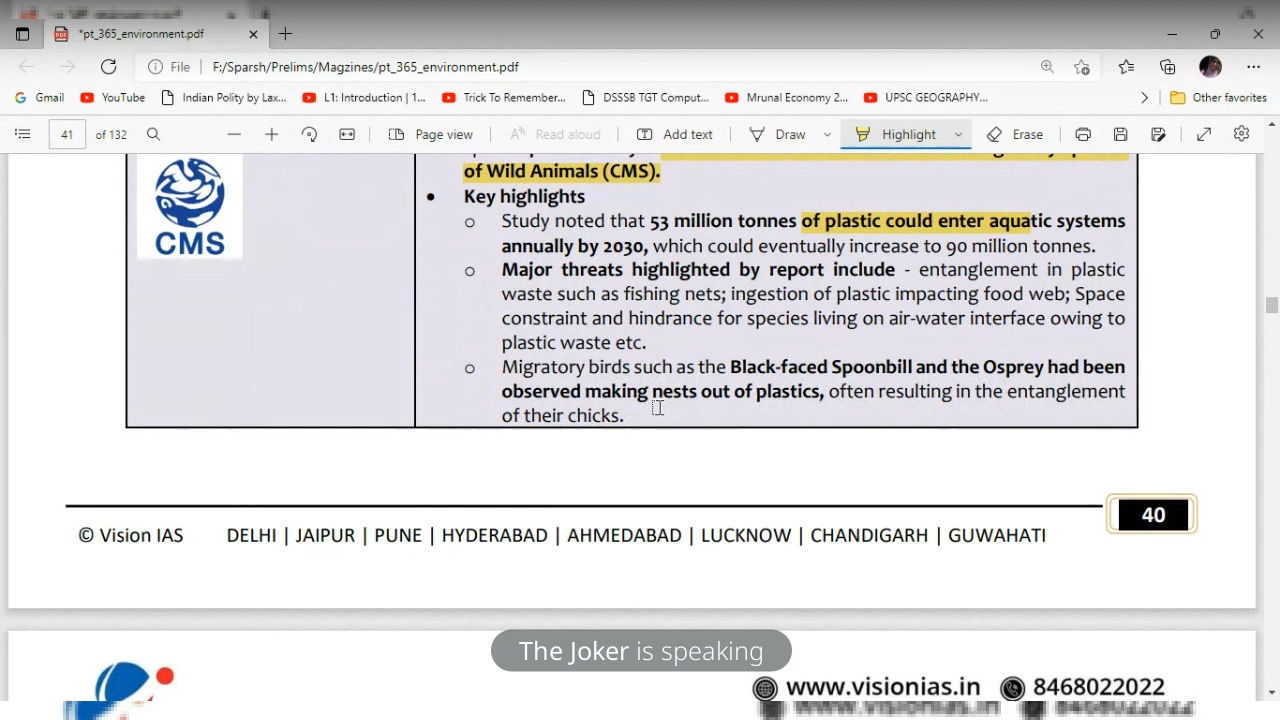 *pt_365_environment.pdf
File F:/Sparsh/Prelims/Magzines/pt_365_environment.pdf
Gmail YouTube Indian Polity by Lax... L1: Introduction | 1... Trick To Remember... DSSSB TGT Comput... Mrunal Economy 2... UPSC GEOGRAPHY... Other favorites
41 of 132 Page view Read aloud Add text Draw Highlight Erase
of Wild Animals (CMS).
CMS
• Key highlights
o Study noted that 53 million tonnes of plastic could enter aquatic systems
annually by 2030, which could eventually increase to 90 million tonnes.
o Major threats highlighted by report include - entanglement in plastic
waste such as fishing nets; ingestion of plastic impacting food web; Space
constraint and hindrance for species living on air-water interface owing to
plastic waste etc.
o Migratory birds such as the Black-faced Spoonbill and the Osprey had been
observed making nests out of plastics, often resulting in the entanglement
of their chicks.
40
© Vision IAS DELHI | JAIPUR | PUNE | HYDERABAD | AHMEDABAD | LUCKNOW | CHANDIGARH | GUWAHATI
The Joker is speaking
www.visionias.in 8468022022